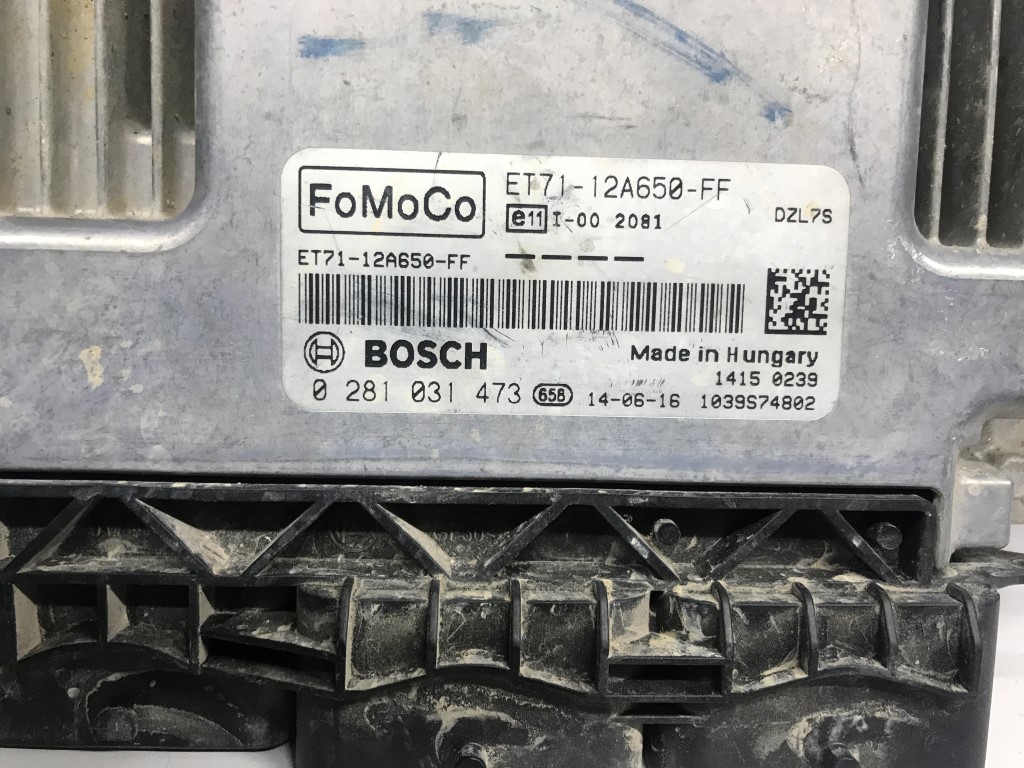 FoMoCo
ET71-12A650-FF
e11 I-00 2081
DZL7S
ET71-12A650-FF
– – – –
BOSCH
Made in Hungary
1415 0239
0 281 031 473 658 14-06-16 1039S74802